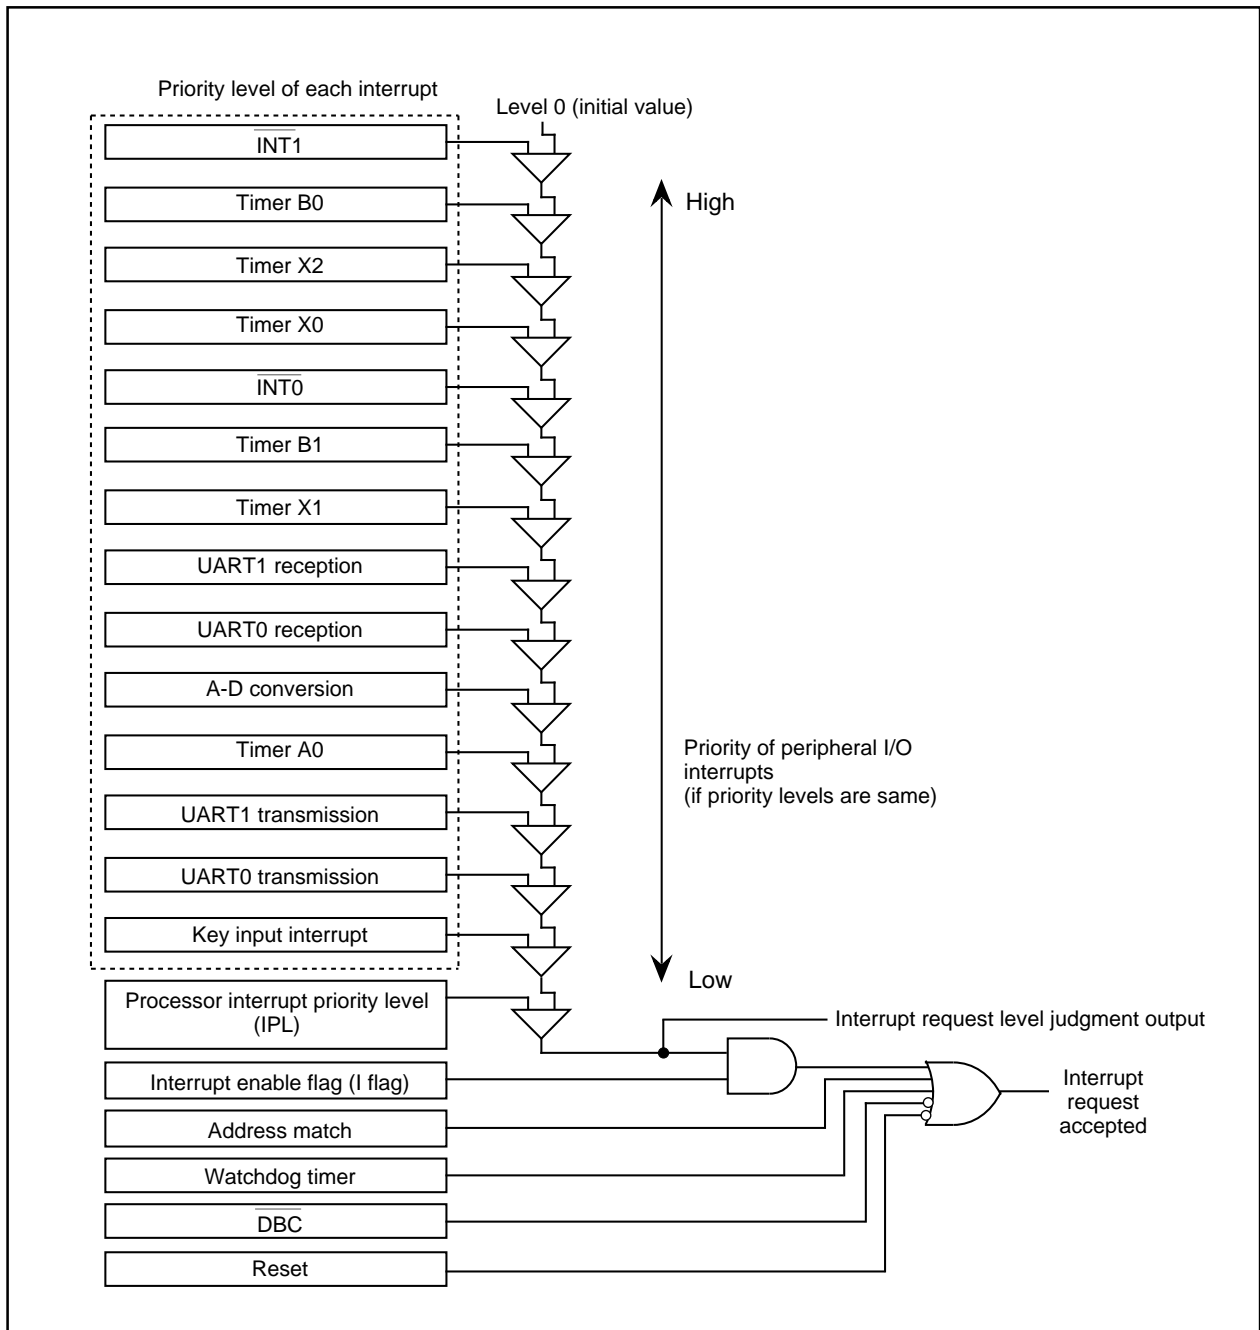 Priority level of each interrupt
Level 0 (initial value)
INT1
High
Timer B0
Timer X2
Timer X0
INT0
Timer B1
Timer X1
UART1 reception
UART0 reception
A-D conversion
Timer A0
Priority of peripheral I/O
interrupts
(if priority levels are same)
UART1 transmission
UART0 transmission
Key input interrupt
Low
Processor interrupt priority level
(IPL)
Interrupt request level judgment output
Interrupt enable flag (I flag)
Interrupt
request
accepted
Address match
Watchdog timer
DBC
Reset